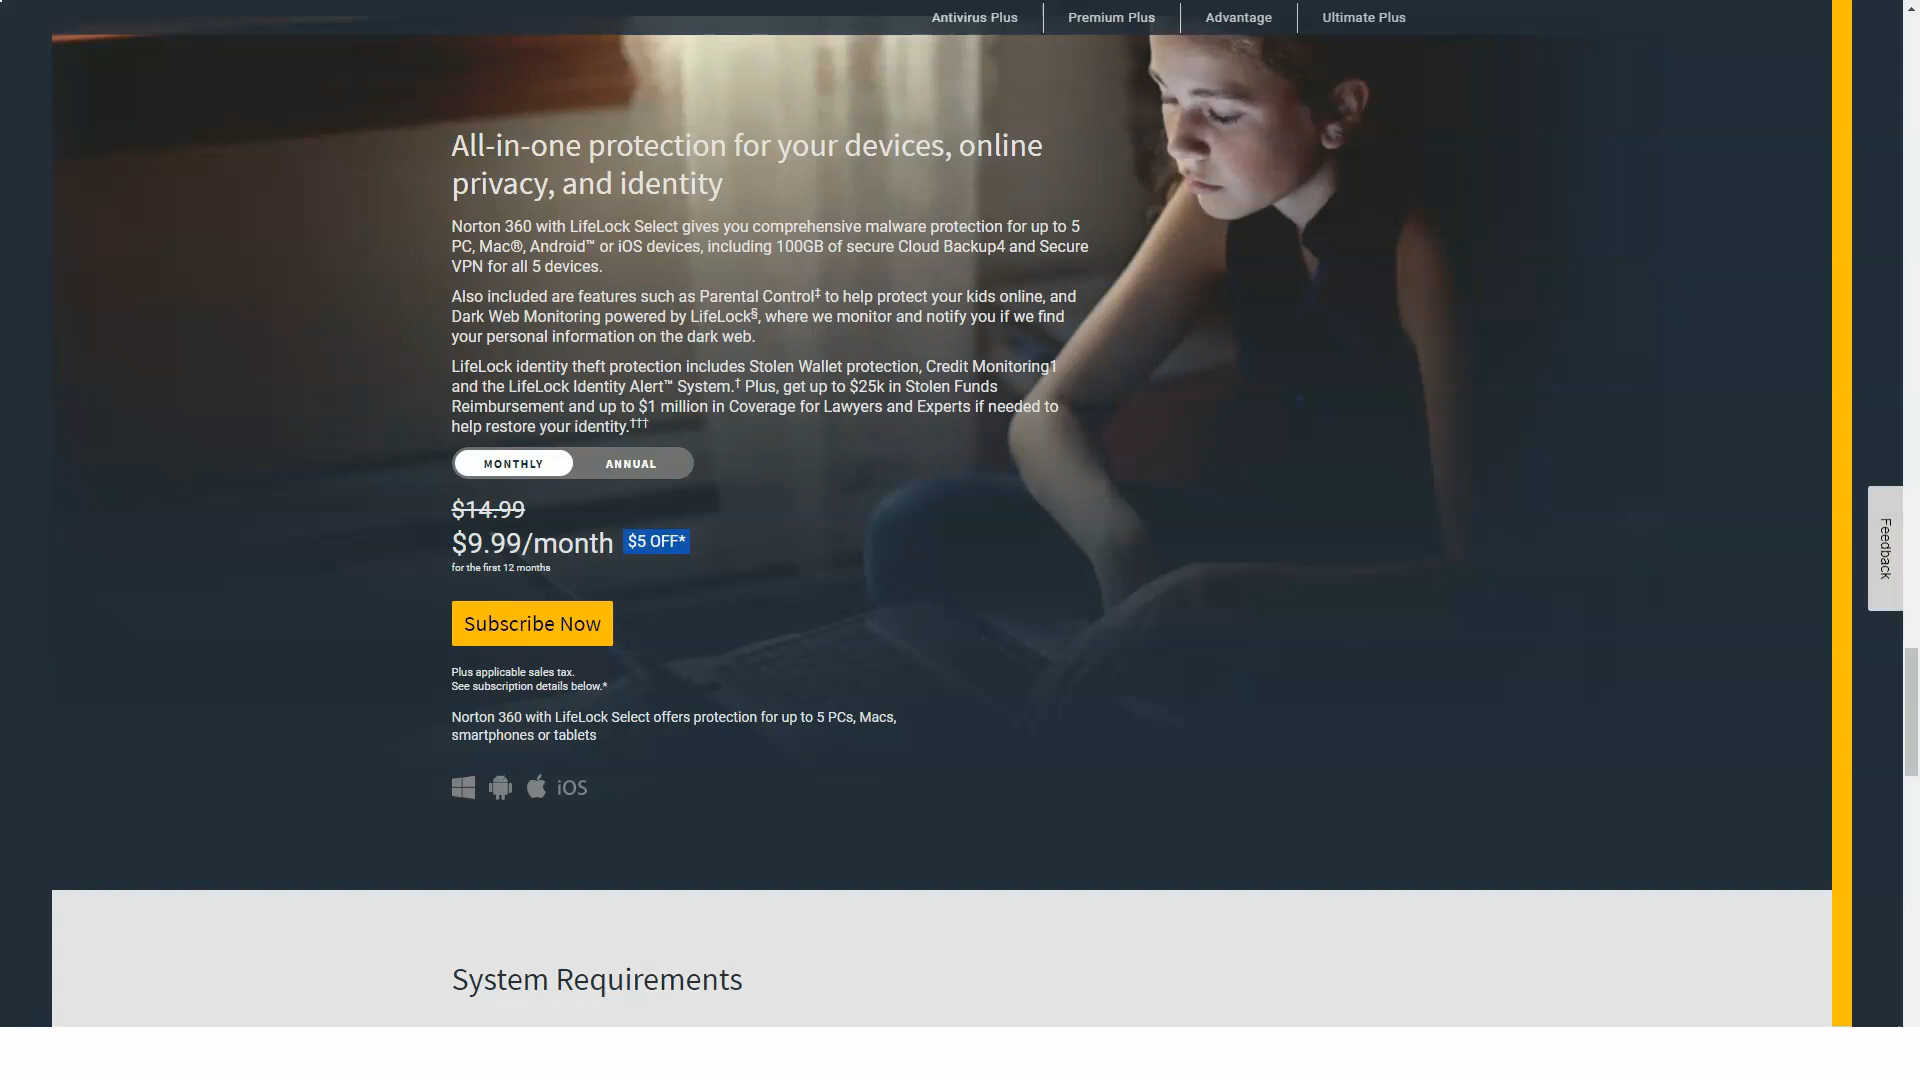 Antivirus Plus
Premium Plus
Advantage
Ultimate Plus
All-in-one protection for your devices, online
privacy, and identity
Norton 360 with LifeLock Select gives you comprehensive malware protection for up to 5
PC, Mac®, Android™ or iOS devices, including 100GB of secure Cloud Backup4 and Secure
VPN for all 5 devices.
Also included are features such as Parental Control‡ to help protect your kids online, and
Dark Web Monitoring powered by LifeLock§, where we monitor and notify you if we find
your personal information on the dark web.
LifeLock identity theft protection includes Stolen Wallet protection, Credit Monitoring1
and the LifeLock Identity Alert™ System.† Plus, get up to $25k in Stolen Funds
Reimbursement and up to $1 million in Coverage for Lawyers and Experts if needed to
help restore your identity.†††
MONTHLY
ANNUAL
$14.99
$9.99/month $5 OFF*
for the first 12 months
Subscribe Now
Plus applicable sales tax.
See subscription details below.*
Norton 360 with LifeLock Select offers protection for up to 5 PCs, Macs,
smartphones or tablets
iOS
Feedback
System Requirements